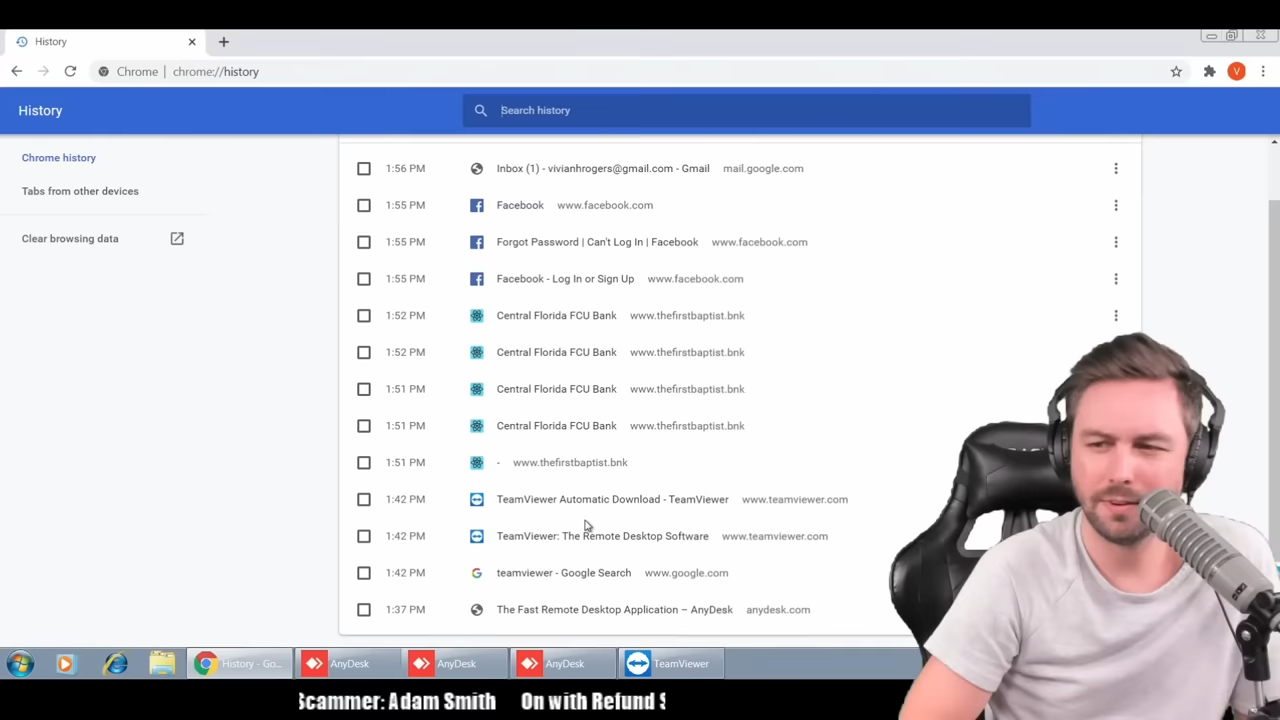 History
Chrome | chrome://history
V
History
Search history
Chrome history
Tabs from other devices
Clear browsing data
1:56 PM Inbox (1) - vivianhrogers@gmail.com - Gmail mail.google.com
1:55 PM Facebook www.facebook.com
1:55 PM Forgot Password | Can't Log In | Facebook www.facebook.com
1:55 PM Facebook - Log In or Sign Up www.facebook.com
1:52 PM Central Florida FCU Bank www.thefirstbaptist.bnk
1:52 PM Central Florida FCU Bank www.thefirstbaptist.bnk
1:51 PM Central Florida FCU Bank www.thefirstbaptist.bnk
1:51 PM Central Florida FCU Bank www.thefirstbaptist.bnk
1:51 PM - www.thefirstbaptist.bnk
1:42 PM TeamViewer Automatic Download - TeamViewer www.teamviewer.com
1:42 PM TeamViewer: The Remote Desktop Software www.teamviewer.com
1:42 PM teamviewer - Google Search www.google.com
1:37 PM The Fast Remote Desktop Application – AnyDesk anydesk.com
History - Go... AnyDesk AnyDesk AnyDesk TeamViewer
Scammer: Adam Smith On with Refund S